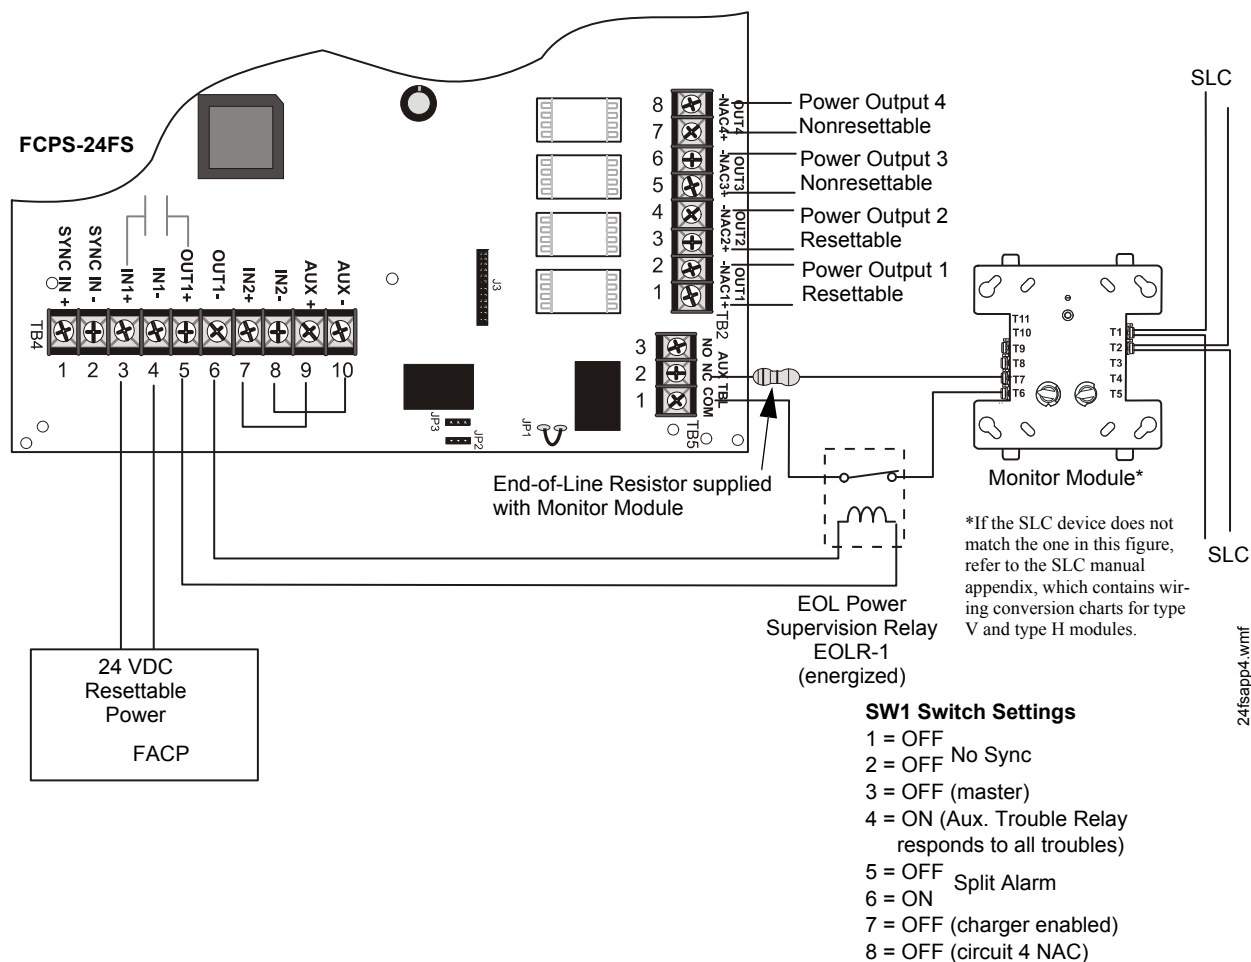 FCPS-24FS
SYNC IN +
SYNC IN -
IN1+
IN1-
OUT1+
OUT1-
IN2+
IN2-
AUX +
AUX -
TB4
1 2 3 4 5 6 7 8 9 10
J3
JP3
JP2
JP1
8
7
6
5
4
3
2
1
-NAC4+
OUT4
-NAC3+
OUT3
-NAC2+
OUT2
-NAC1+
OUT1
TB2
Power Output 4
Nonresettable
Power Output 3
Nonresettable
Power Output 2
Resettable
Power Output 1
Resettable
3
2
1
NO NC COM
AUX TBL
TB5
SLC
T11
T10
T9
T8
T7
T6
T1
T2
T3
T4
T5
Monitor Module*
SLC
End-of-Line Resistor supplied
with Monitor Module
*If the SLC device does not
match the one in this figure,
refer to the SLC manual
appendix, which contains wir-
ing conversion charts for type
V and type H modules.
EOL Power
Supervision Relay
EOLR-1
(energized)
24 VDC
Resettable
Power
FACP
24fsapp4.wmf
SW1 Switch Settings
1 = OFF
2 = OFF
No Sync
3 = OFF (master)
4 = ON (Aux. Trouble Relay
responds to all troubles)
5 = OFF
6 = ON
Split Alarm
7 = OFF (charger enabled)
8 = OFF (circuit 4 NAC)